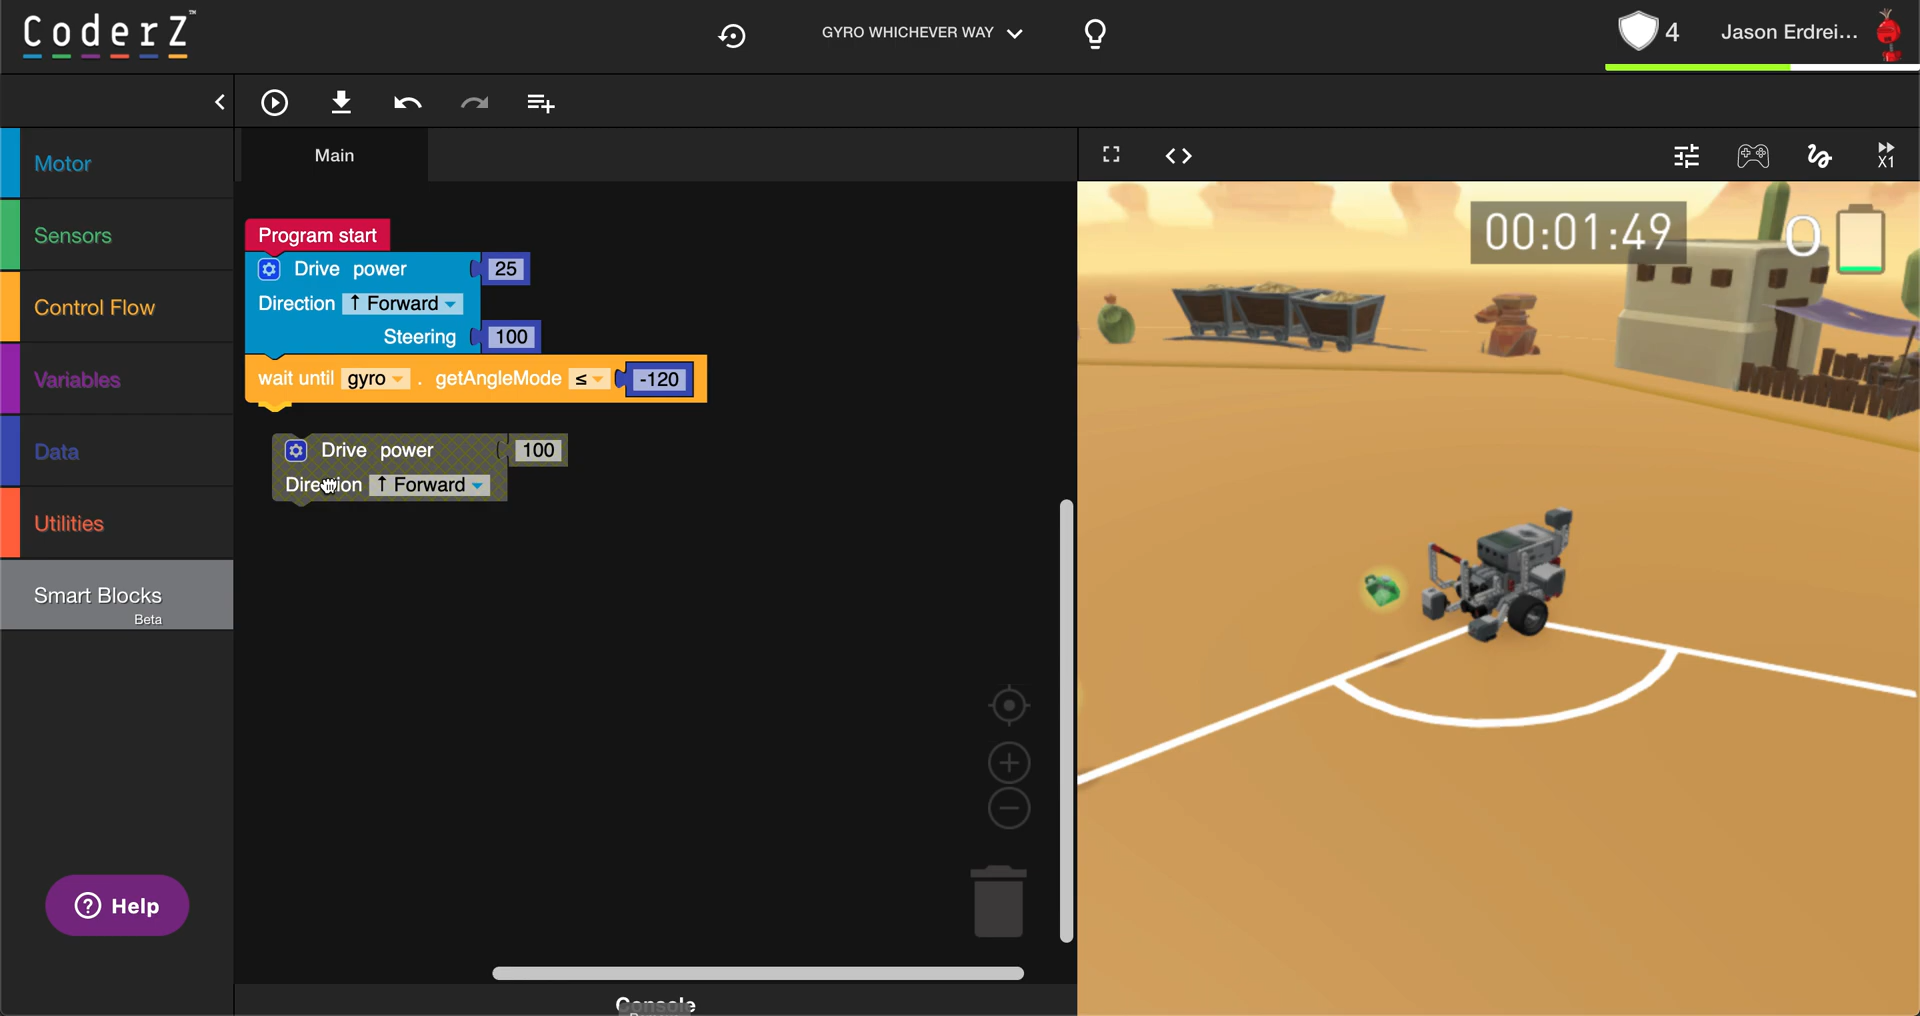 CoderZ™
GYRO WHICHEVER WAY
4
Jason Erdrei...
Main
X1
Motor
Sensors
Control Flow
Variables
Data
Utilities
Smart Blocks
Beta
Help
Program start
Drive power 25
Direction ↑ Forward
Steering 100
wait until gyro . getAngleMode ≤ -120
Drive power 100
Direction ↑ Forward
Console
00:01:49
0